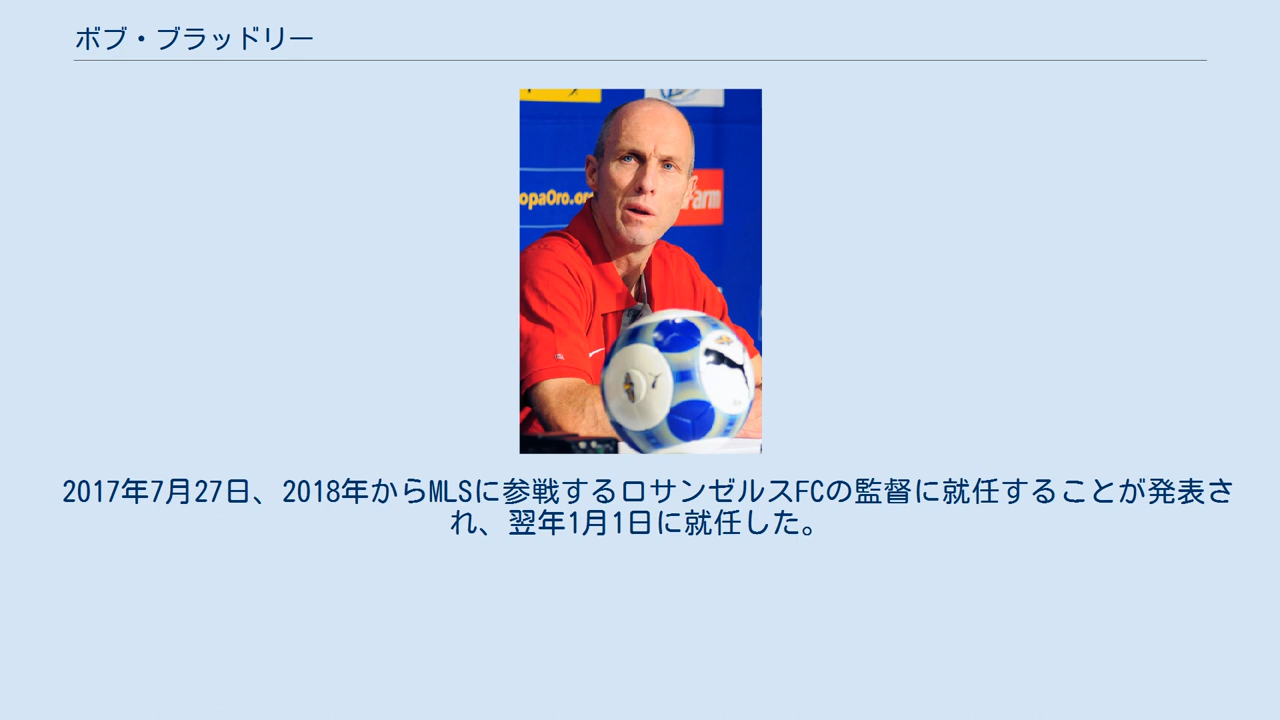 ボブ・ブラッドリー
opaOro.or
Farm
2017年7月27日、2018年からMLSに参戦するロサンゼルスFCの監督に就任することが発表さ
れ、翌年1月1日に就任した。